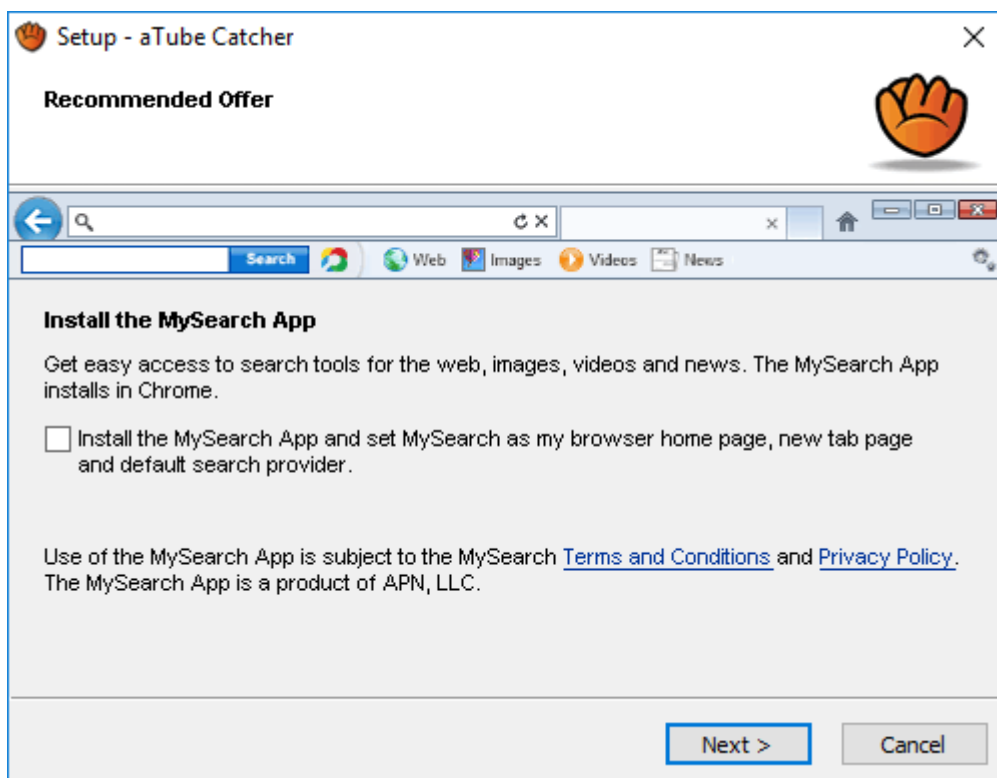 Setup - aTube Catcher
Recommended Offer
Search Web Images Videos News
Install the MySearch App
Get easy access to search tools for the web, images, videos and news. The MySearch App
installs in Chrome.
Install the MySearch App and set MySearch as my browser home page, new tab page
and default search provider.
Use of the MySearch App is subject to the MySearch Terms and Conditions and Privacy Policy.
The MySearch App is a product of APN, LLC.
Next > Cancel